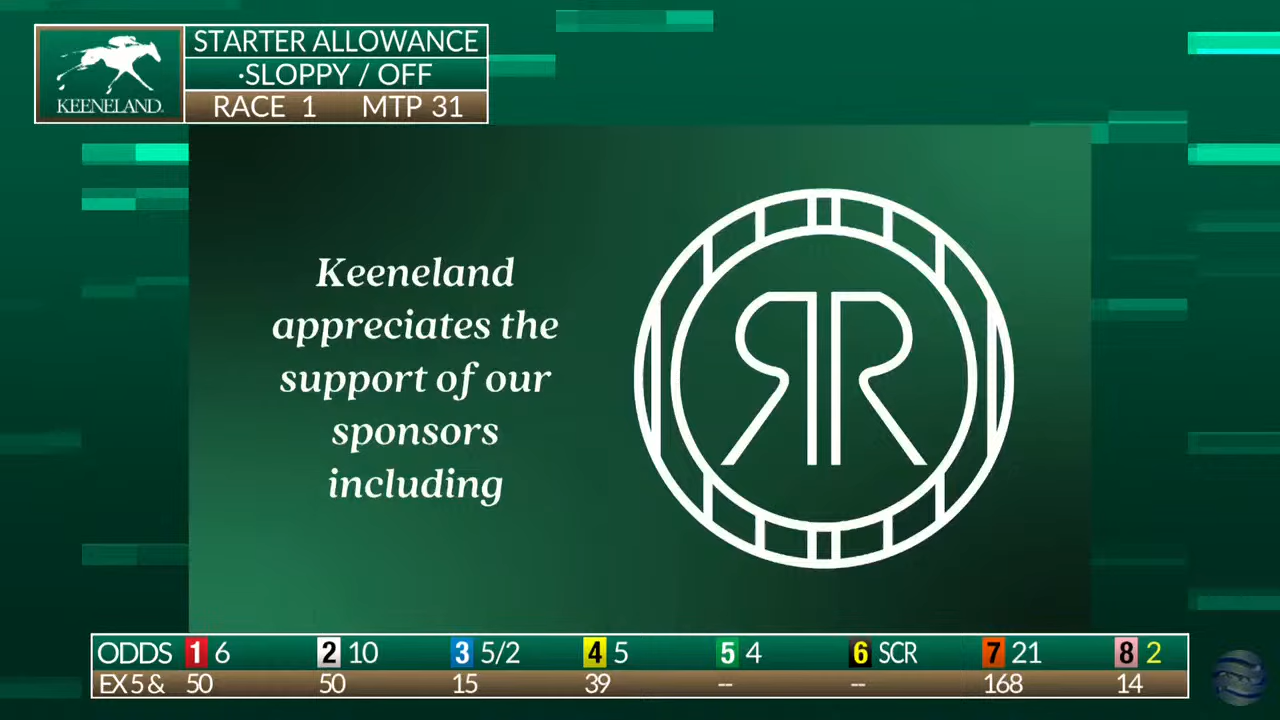 STARTER ALLOWANCE
·SLOPPY / OFF
KEENELAND.
RACE 1 MTP 31
Keeneland
appreciates the
support of our
sponsors
including
RR
ODDS 1 6 2 10 3 5/2 4 5 5 4 6 SCR 7 21 8 2
EX 5 & 50 50 15 39 -- -- 168 14